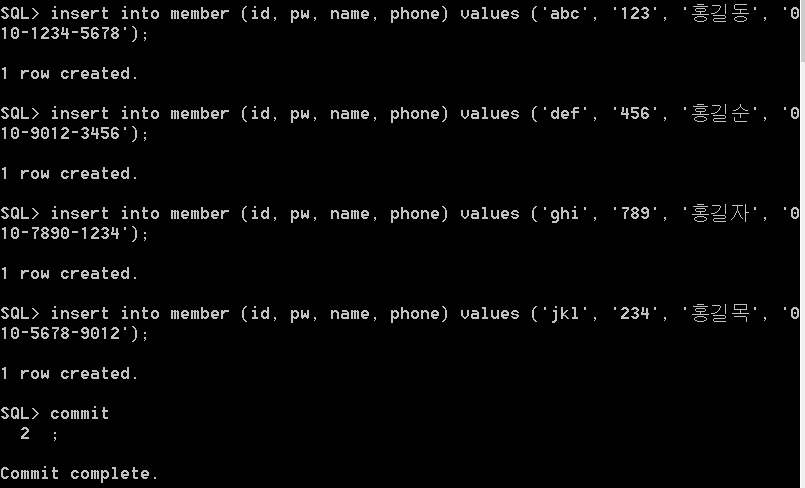 SQL> insert into member (id, pw, name, phone) values ('abc', '123', '홍길동', '0
10-1234-5678');
1 row created.
SQL> insert into member (id, pw, name, phone) values ('def', '456', '홍길순', '0
10-9012-3456');
1 row created.
SQL> insert into member (id, pw, name, phone) values ('ghi', '789', '홍길자', '0
10-7890-1234');
1 row created.
SQL> insert into member (id, pw, name, phone) values ('jkl', '234', '홍길목', '0
10-5678-9012');
1 row created.
SQL> commit
  2  ;
Commit complete.